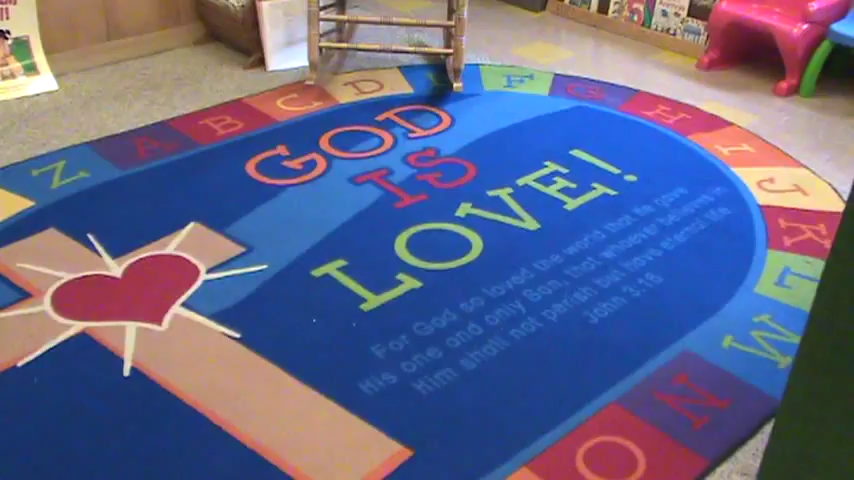 GOD
IS
LOVE!
For God so loved the world that He gave
His one and only Son, that whoever believed in
Him shall not perish but have eternal life
John 3:16
Z A B C D E F G H I J K L M N O